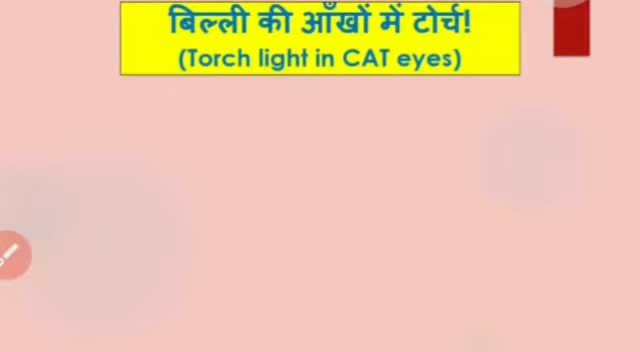 बिल्ली की आँखों में टोर्च!
(Torch light in CAT eyes)